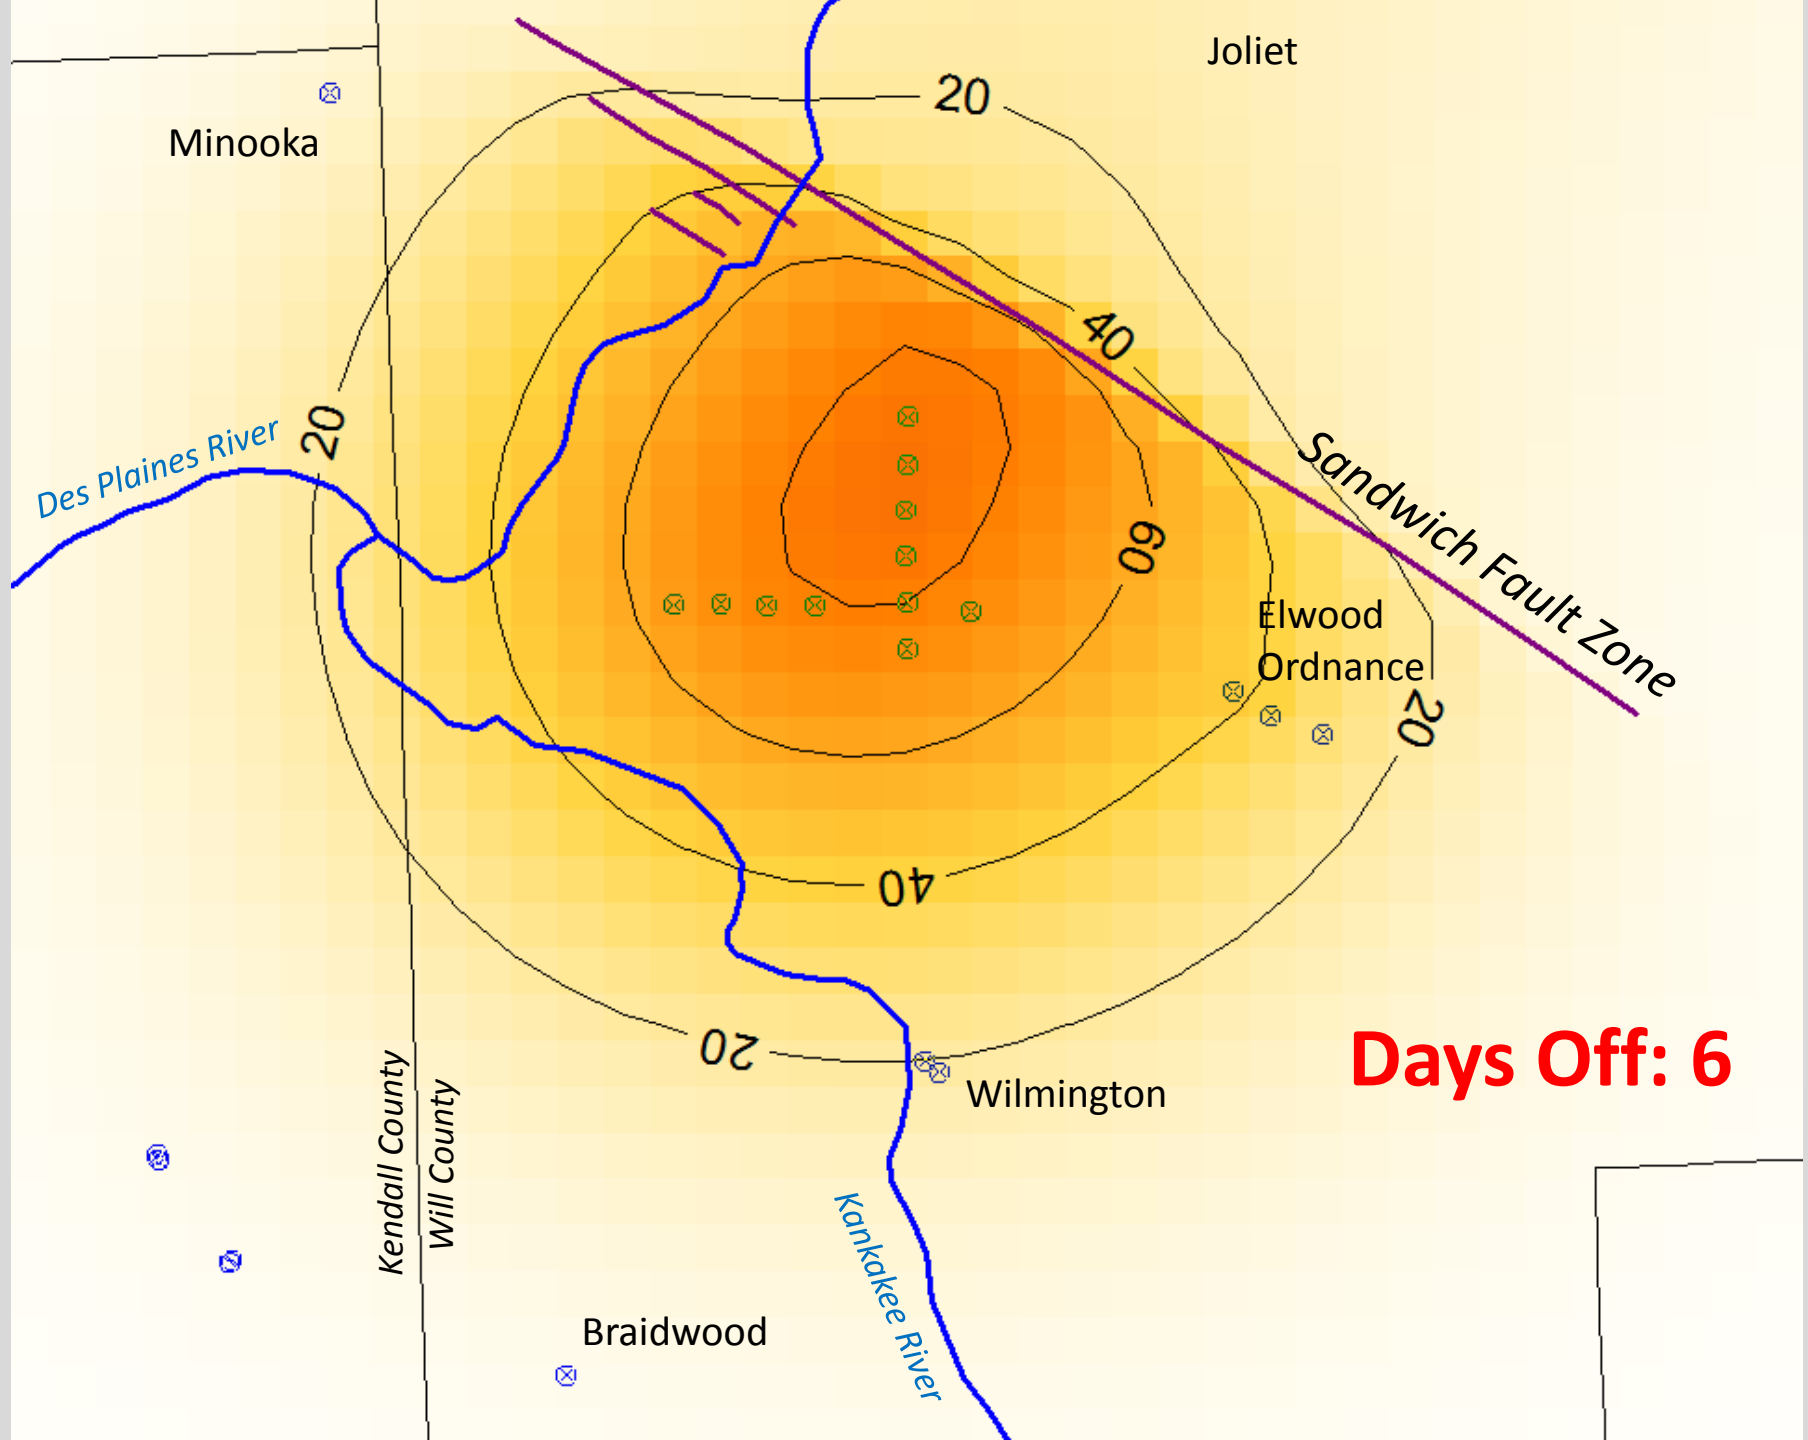 Joliet
20
Minooka
40
20
Des Plaines River
Sandwich Fault Zone
60
Elwood
Ordnance
20
40
20
Days Off: 6
Wilmington
Kendall County
Will County
Kankakee River
Braidwood